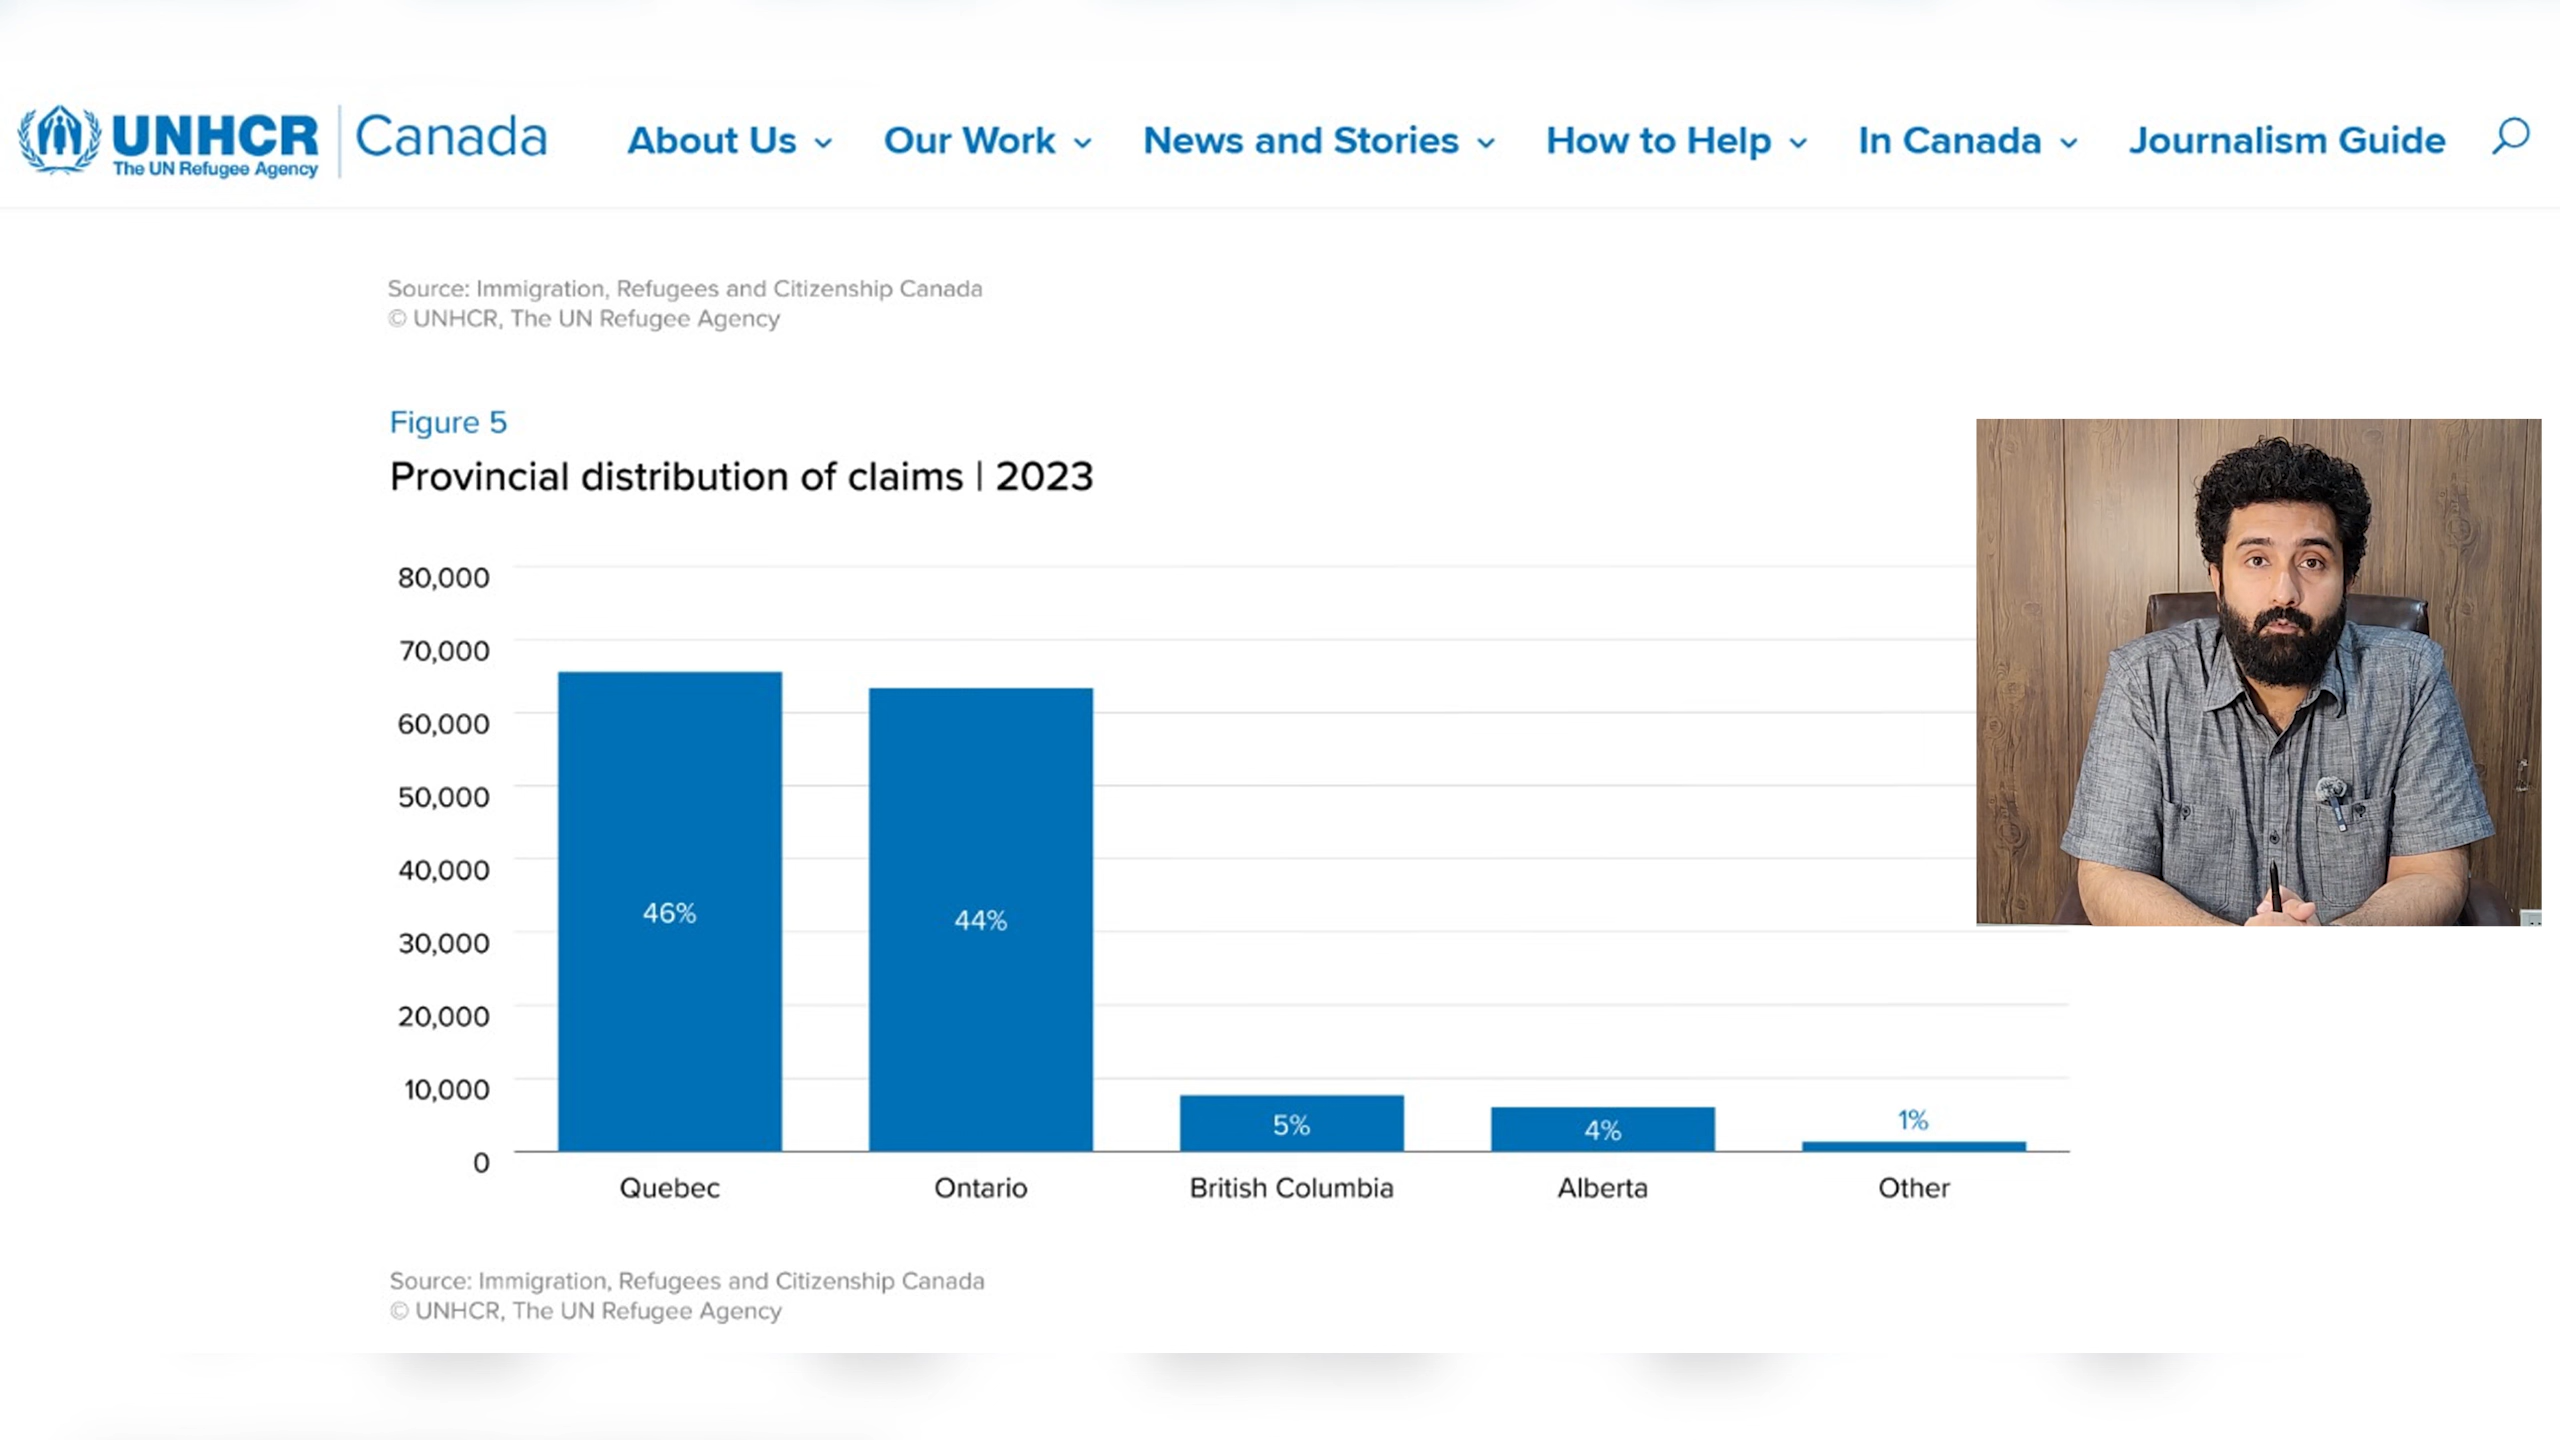 UNHCR
The UN Refugee Agency
Canada
About Us
Our Work
News and Stories
How to Help
In Canada
Journalism Guide
Source: Immigration, Refugees and Citizenship Canada
© UNHCR, The UN Refugee Agency
Figure 5
Provincial distribution of claims | 2023
80,000
70,000
60,000
50,000
40,000
30,000
20,000
10,000
0
46%
44%
5%
4%
1%
Quebec
Ontario
British Columbia
Alberta
Other
Source: Immigration, Refugees and Citizenship Canada
© UNHCR, The UN Refugee Agency